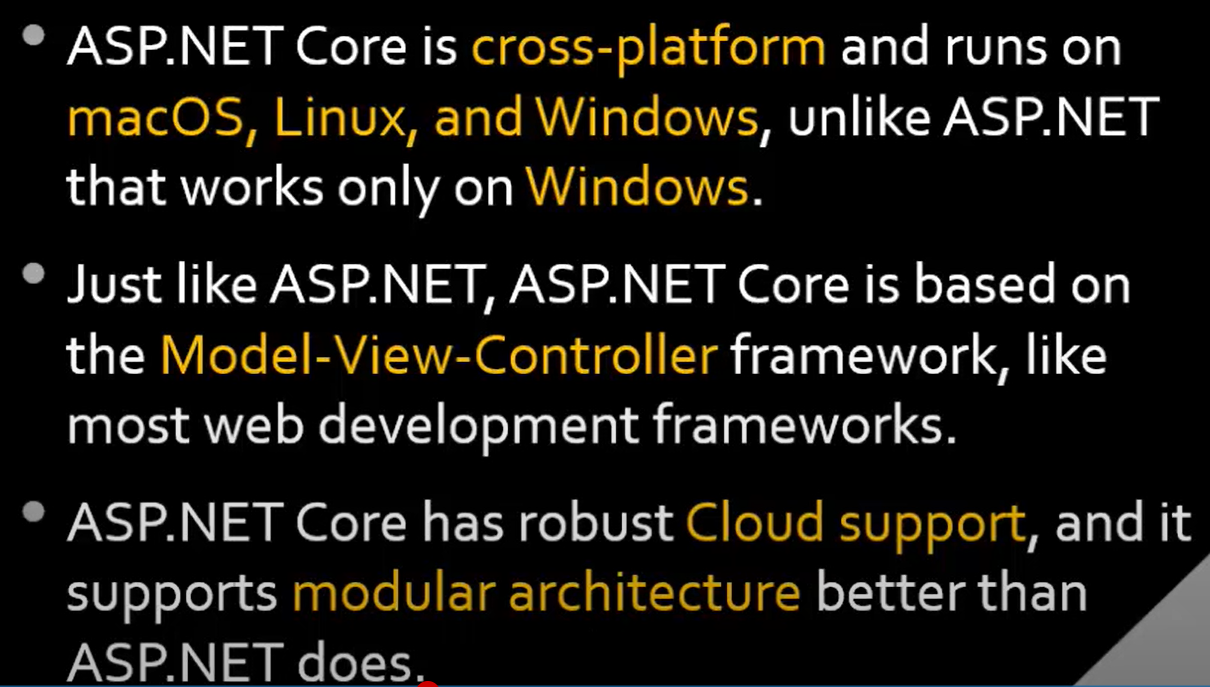 • ASP.NET Core is cross-platform and runs on
macOS, Linux, and Windows, unlike ASP.NET
that works only on Windows.
• Just like ASP.NET, ASP.NET Core is based on
the Model-View-Controller framework, like
most web development frameworks.
• ASP.NET Core has robust Cloud support, and it
supports modular architecture better than
ASP.NET does.